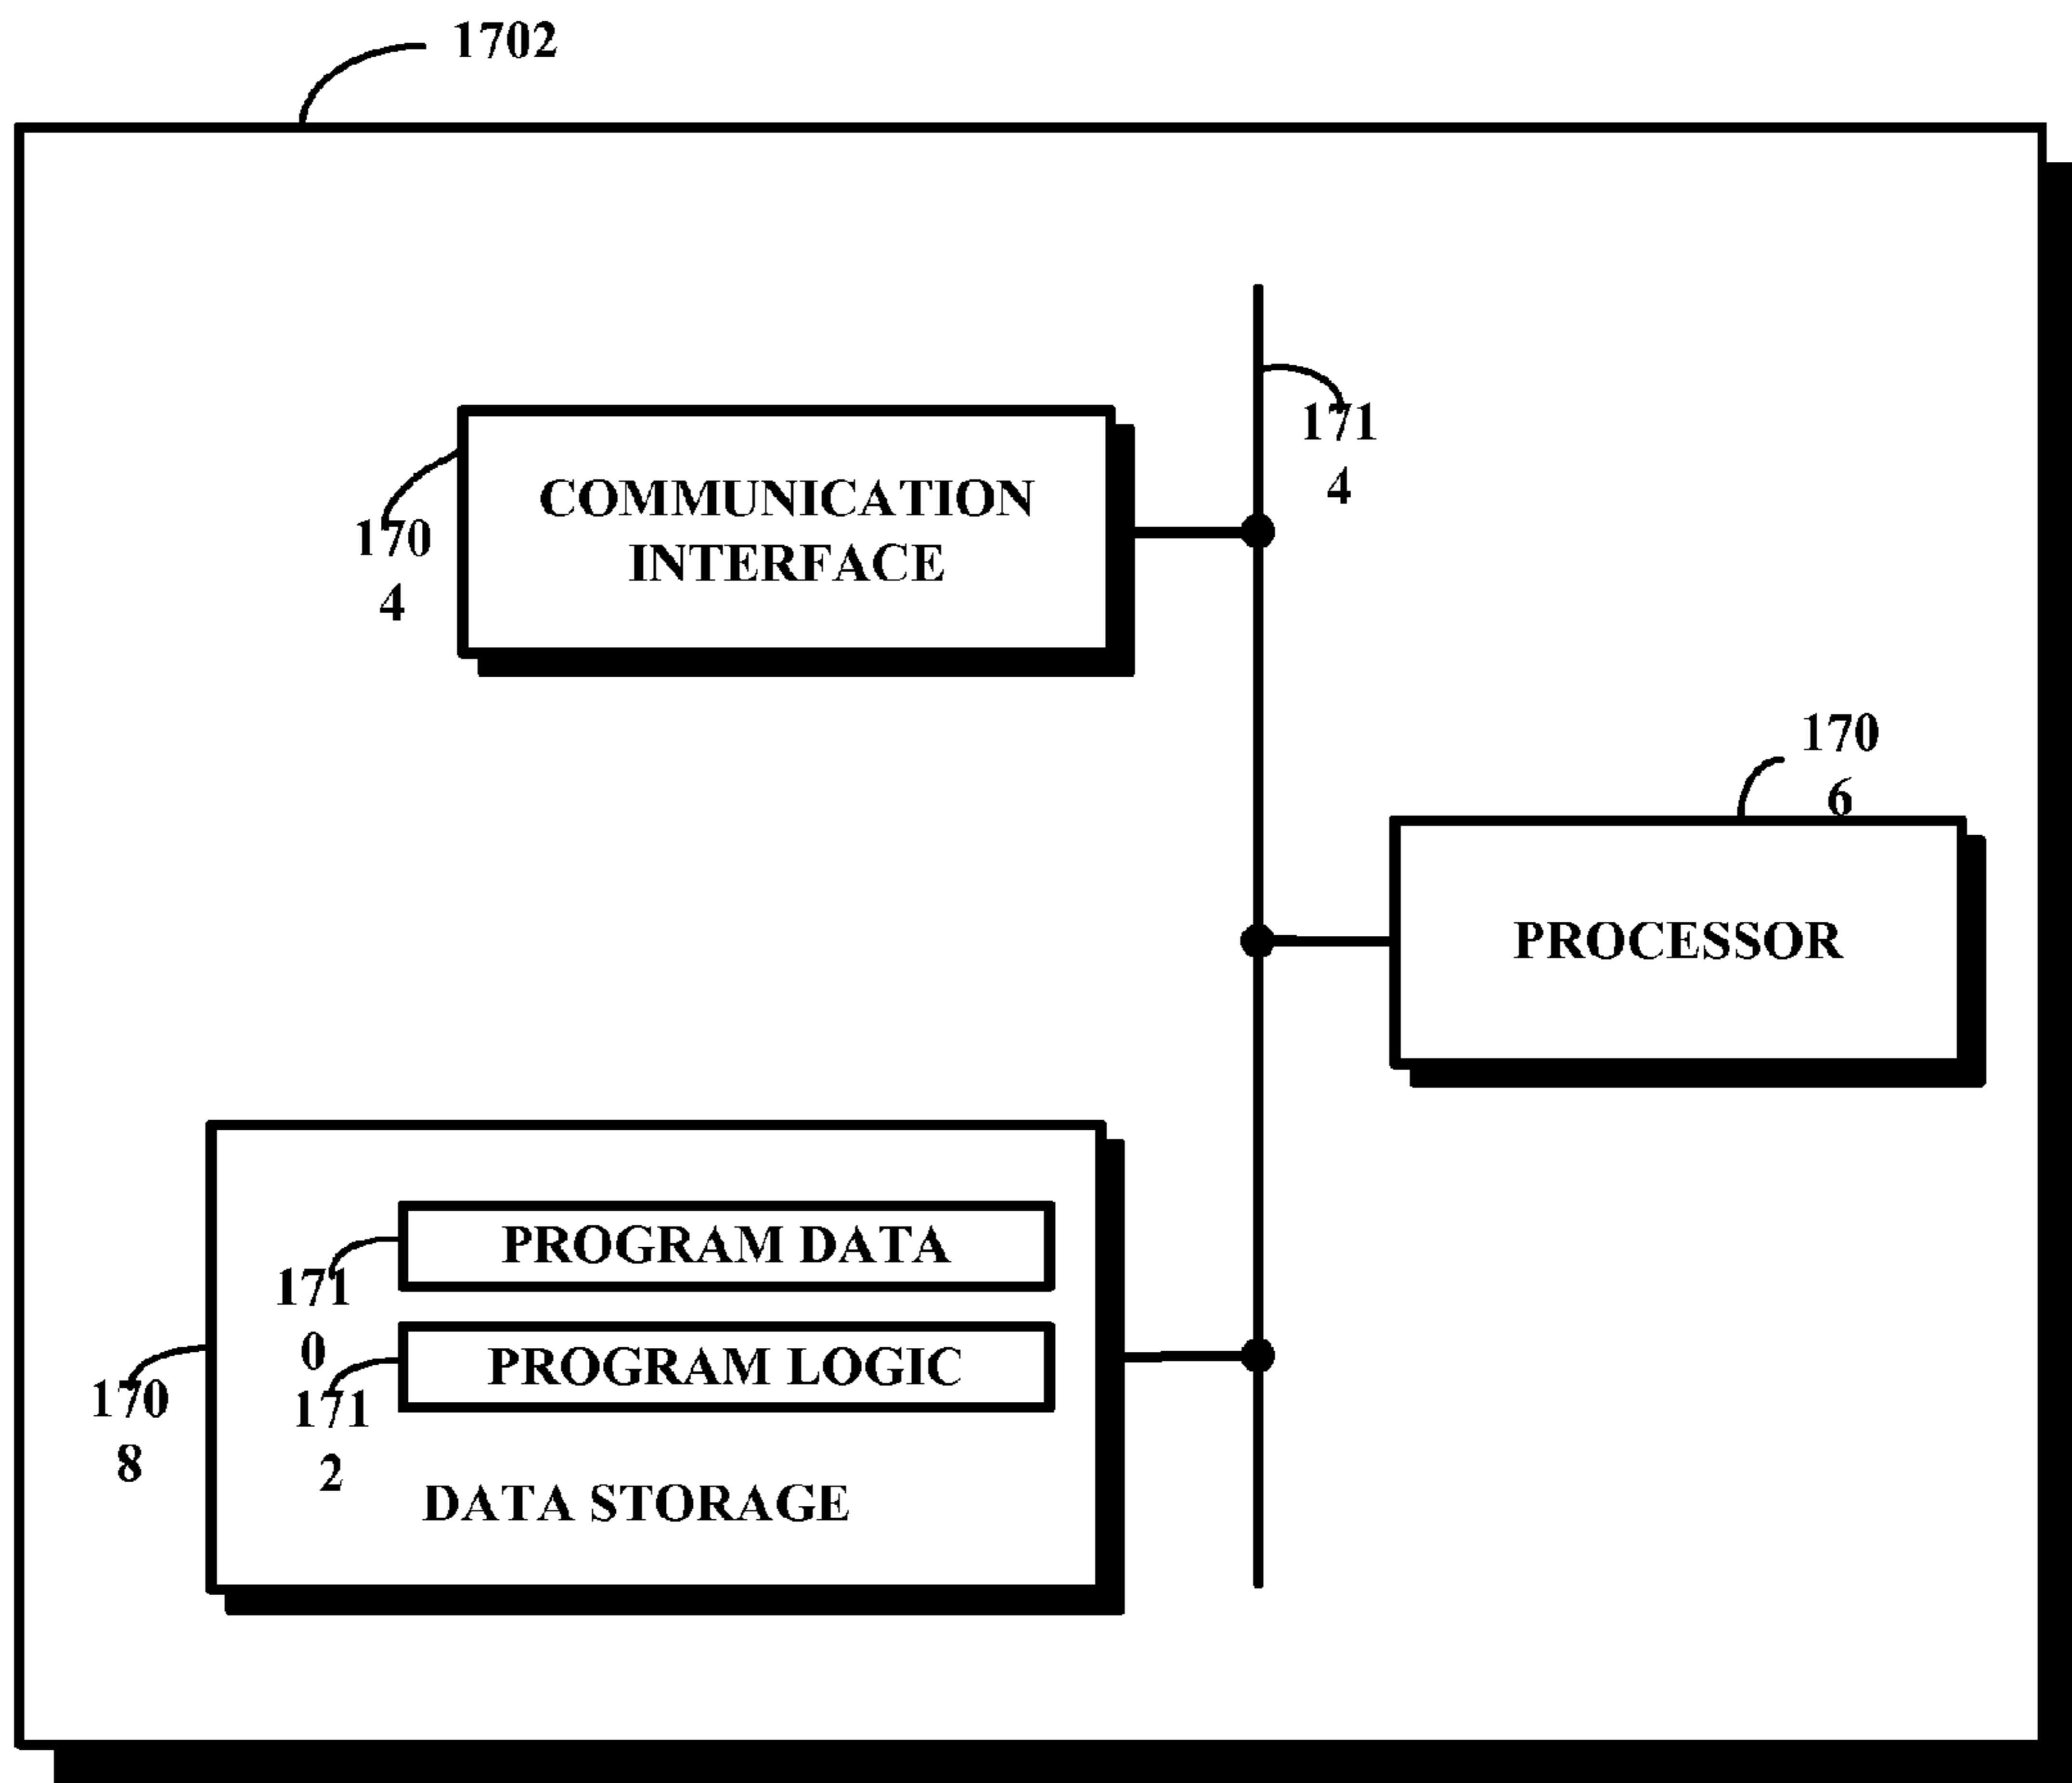 1702
171
4
COMMUNICATION
INTERFACE
170
4
170
6
PROCESSOR
PROGRAM DATA
171
0
PROGRAM LOGIC
170
8
171
2
DATA STORAGE